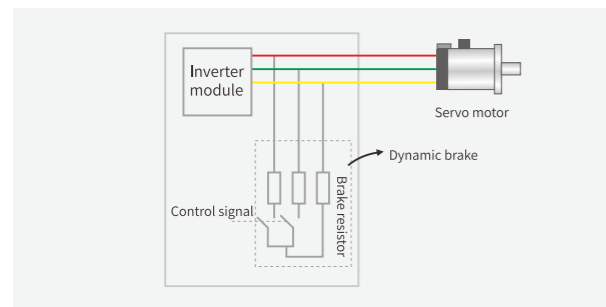 Inverter
module
Servo motor
Dynamic brake
Brake resistor
Control signal